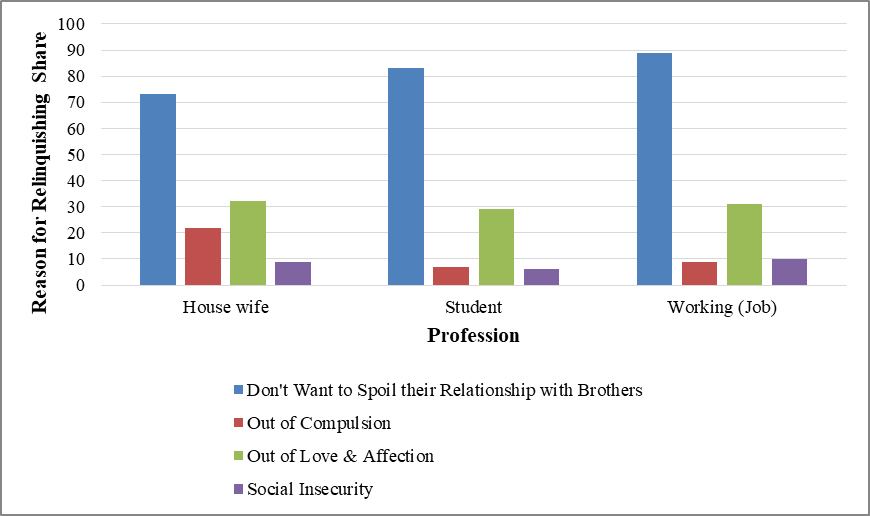 100
90
80
70
60
50
40
30
20
10
0
Reason for Relinquishing Share
House wife
Student
Working (Job)
Profession
Don't Want to Spoil their Relationship with Brothers
Out of Compulsion
Out of Love & Affection
Social Insecurity